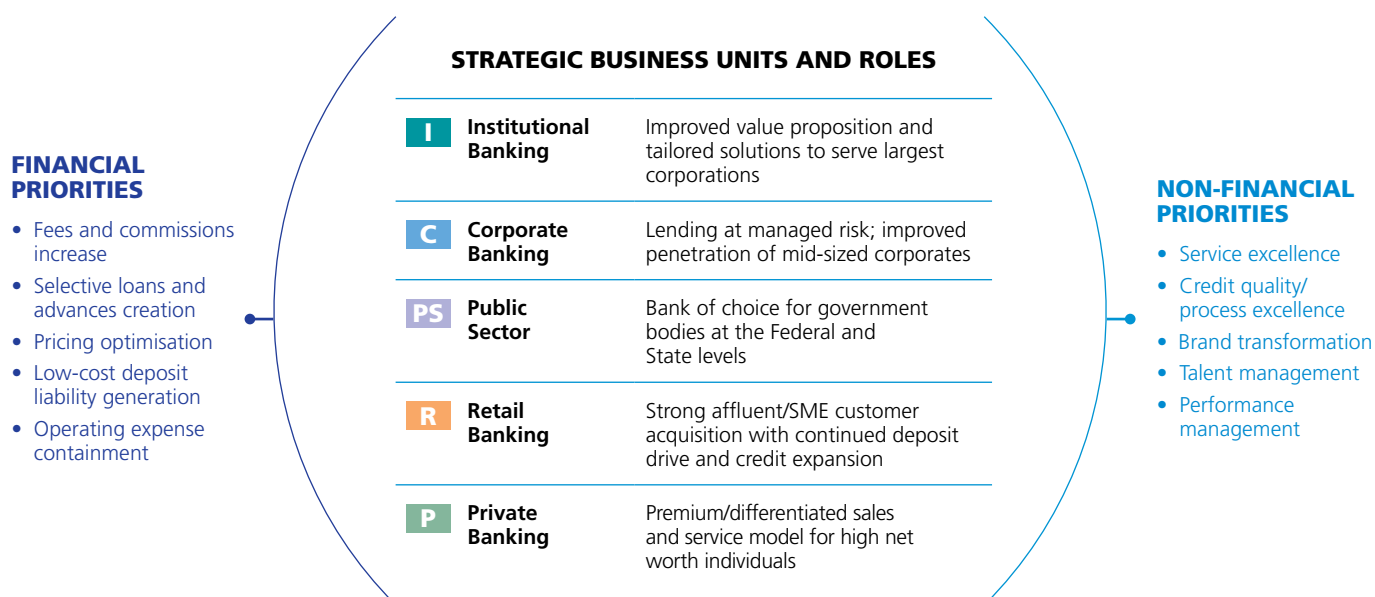 STRATEGIC BUSINESS UNITS AND ROLES
FINANCIAL
PRIORITIES
• Fees and commissions
increase
• Selective loans and
advances creation
• Pricing optimisation
• Low-cost deposit
liability generation
• Operating expense
containment
I
Institutional
Banking
Improved value proposition and
tailored solutions to serve largest
corporations
C
Corporate
Banking
Lending at managed risk; improved
penetration of mid-sized corporates
PS
Public
Sector
Bank of choice for government
bodies at the Federal and
State levels
R
Retail
Banking
Strong affluent/SME customer
acquisition with continued deposit
drive and credit expansion
P
Private
Banking
Premium/differentiated sales
and service model for high net
worth individuals
NON-FINANCIAL
PRIORITIES
• Service excellence
• Credit quality/
process excellence
• Brand transformation
• Talent management
• Performance
management